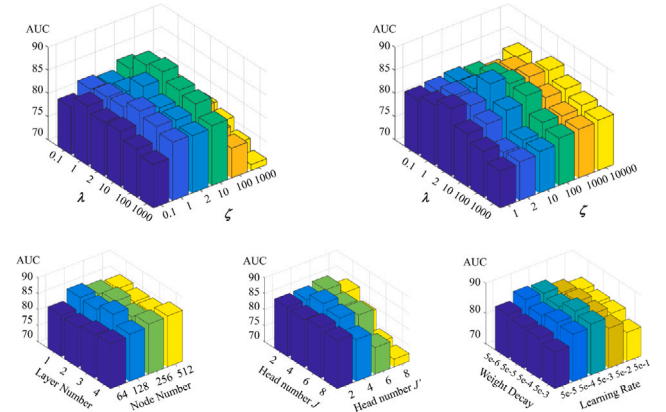 AUC
90
85
80
75
70
0.1
1
2
10
100
1000
λ
0.1
1
2
10
100
1000
ζ
AUC
90
85
80
75
70
0.1
1
2
10
100
1000
λ
1
2
10
100
1000
10000
ζ
AUC
90
85
80
75
70
1
2
3
4
Layer Number
64
128
256
512
Node Number
AUC
90
85
80
75
70
2
4
6
8
Head number J
2
4
6
8
Head number J'
AUC
90
80
70
5e-6
5e-5
5e-4
5e-3
Weight Decay
5e-5
5e-4
5e-3
5e-2
5e-1
Learning Rate